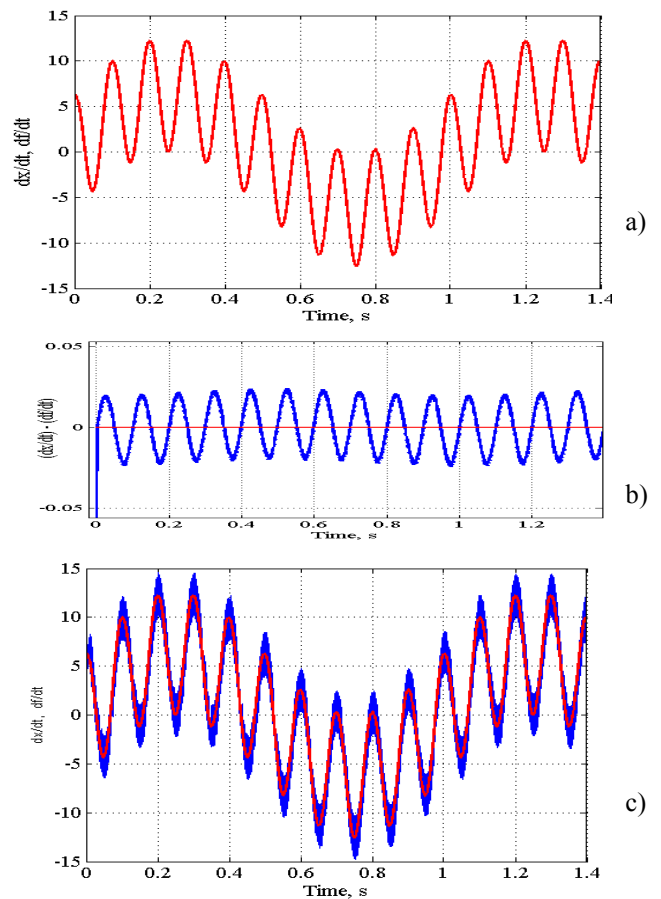 15
10
5
0
-5
-10
-15
dx/dt, df/dt
0 0.2 0.4 0.6 0.8 1 1.2 1.4
Time, s
a)
0.05
0
-0.05
(dx/dt) - (df/dt)
0 0.2 0.4 0.6 0.8 1 1.2
Time, s
b)
15
10
5
0
-5
-10
-15
dx/dt, df/dt
0 0.2 0.4 0.6 0.8 1 1.2 1.4
Time, s
c)